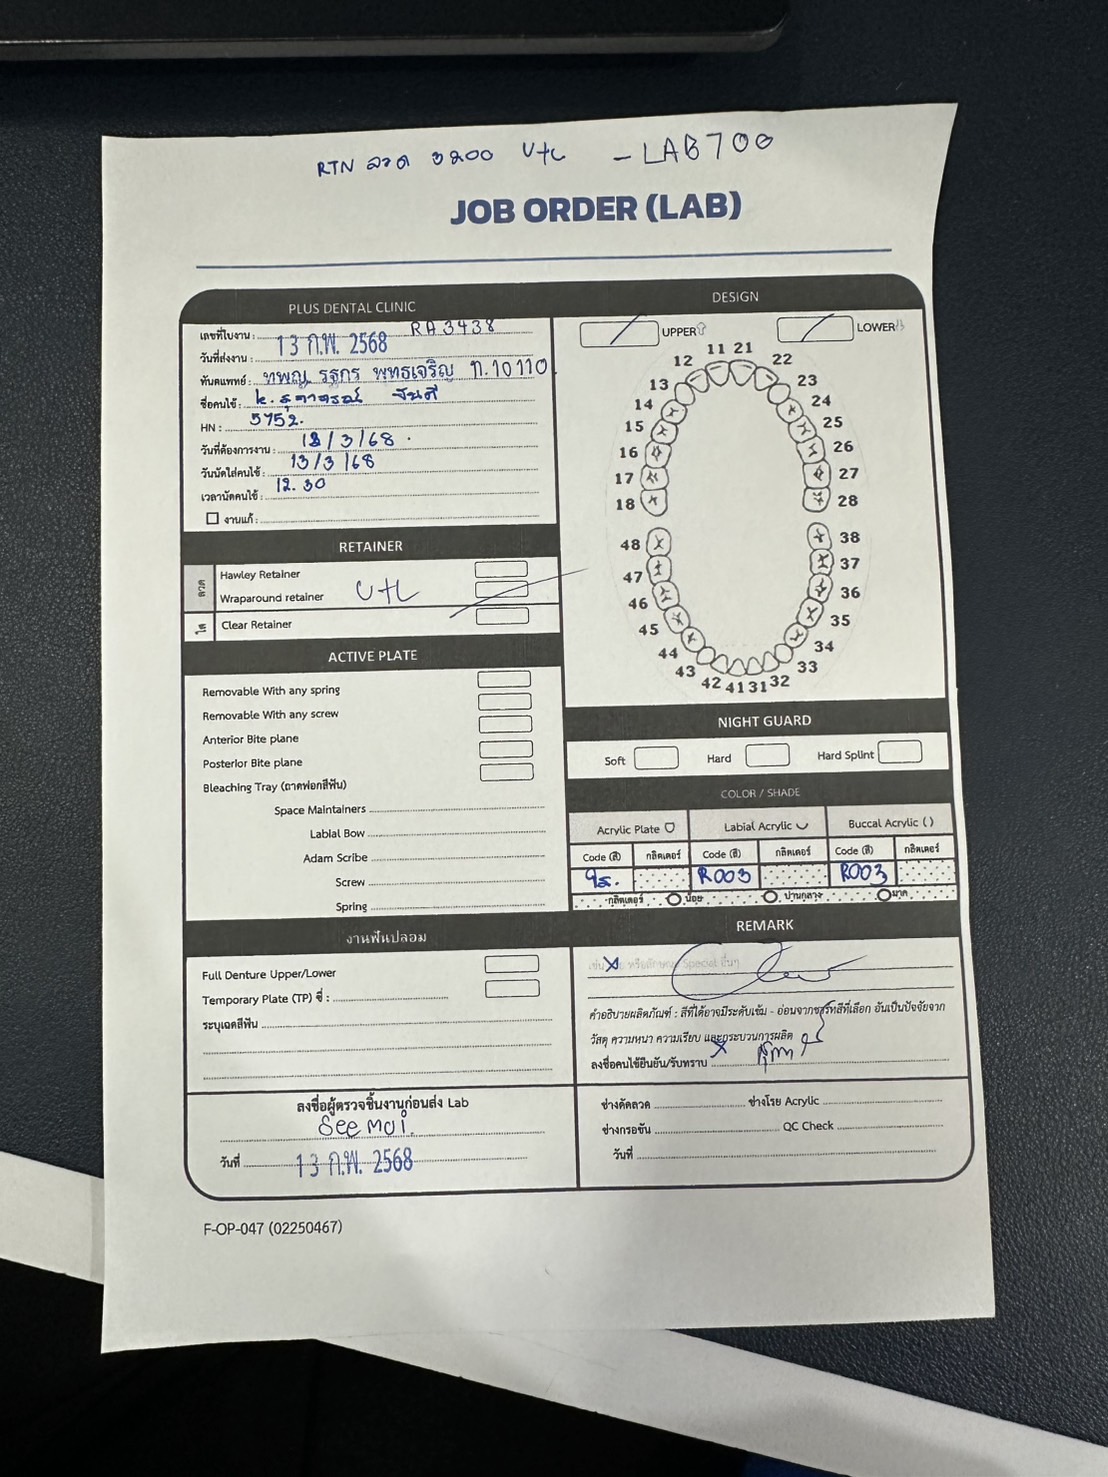 RTN ลวด 3200 U+L - LAB 700
JOB ORDER (LAB)
PLUS DENTAL CLINIC
เลขที่ใบงาน : RA3438
วันที่ส่งงาน : 13 ก.พ. 2568
ทันตแพทย์ : ทพญ. รฐกร พุทธเจริญ ท.10110
ชื่อคนไข้ : k.
HN : 5752.
วันที่ต้องการงาน : 12/3/68.
วันนัดใส่คนไข้ : 13/3/68
เวลานัดคนไข้ : 12.30
งานแก้ :
RETAINER
ลวด
Hawley Retainer
Wraparound retainer U+L
ใส
Clear Retainer
ACTIVE PLATE
Removable With any spring
Removable With any screw
Anterior Bite plane
Posterior Bite plane
Bleaching Tray (ถาดฟอกสีฟัน)
Space Maintainers
Labial Bow
Adam Scribe
Screw
Spring
งานฟันปลอม
Full Denture Upper/Lower
Temporary Plate (TP) ซี่ :
ระบุเฉดสีฟัน
ลงชื่อผู้ตรวจชิ้นงานก่อนส่ง Lab
See moi.
วันที่ 13 ก.พ. 2568
DESIGN
UPPER LOWER
11 21
12 22
13 23
14 24
15 25
16 26
17 27
18 28
48 38
47 37
46 36
45 35
44 34
43 33
42 41 31 32
NIGHT GUARD
Soft Hard Hard Splint
COLOR / SHADE
Acrylic Plate Labial Acrylic Buccal Acrylic ( )
Code (สี) กลิตเตอร์ Code (สี) กลิตเตอร์ Code (สี) กลิตเตอร์
ใส. R003 R003
กลิตเตอร์ น้อย ปานกลาง มาก
REMARK
เช่น หรือลักษณะ Special อื่นๆ
คำอธิบายผลิตภัณฑ์ : สีที่ได้อาจมีระดับเข้ม - อ่อนจากชาร์ทสีที่เลือก อันเป็นปัจจัยจาก
วัสดุ ความหนา ความเรียบ และกระบวนการผลิต
ลงชื่อคนไข้ยืนยัน/รับทราบ X
ช่างดัดลวด ช่างโรย Acrylic
ช่างกรอขัน QC Check
วันที่
F-OP-047 (02250467)